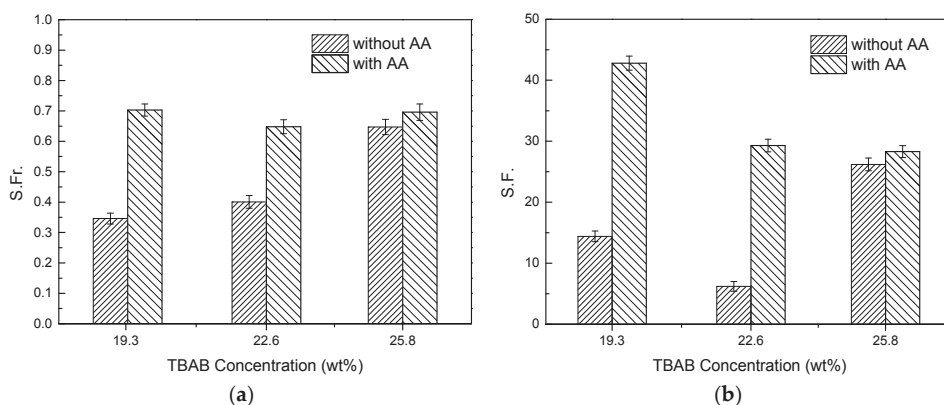 1.0
0.9
0.8
0.7
0.6
0.5
0.4
0.3
0.2
0.1
0.0
S.Fr.
without AA
with AA
19.3 22.6 25.8
TBAB Concentration (wt%)
(a)
50
40
30
20
10
0
S.F.
without AA
with AA
19.3 22.6 25.8
TBAB Concentration (wt%)
(b)